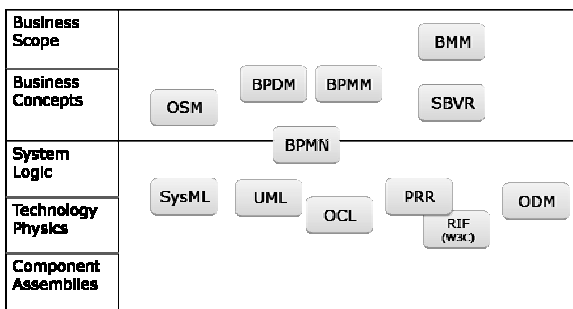 Business
Scope
BMM
Business
Concepts
BPDM
BPMM
OSM
SBVR
BPMN
System
Logic
SysML
UML
PRR
ODM
Technology
Physics
OCL
RIF
(W3C)
Component
Assemblies